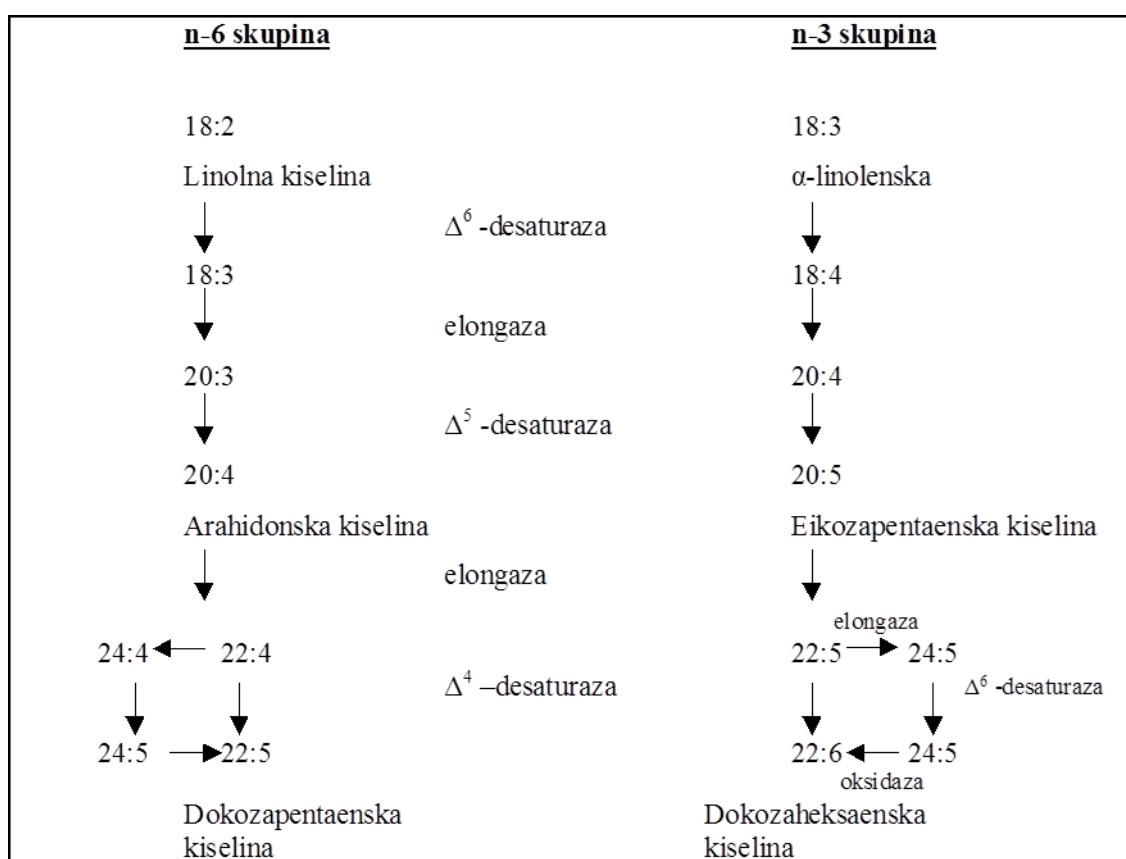 n-6 skupina n-3 skupina
18:2 18:3
Linolna kiselina α-linolenska
Δ⁶ -desaturaza
18:3 18:4
elongaza
20:3 20:4
Δ⁵ -desaturaza
20:4 20:5
Arahidonska kiselina Eikozapentaenska kiselina
elongaza
elongaza
24:4 22:4 22:5 24:5
Δ⁴ –desaturaza Δ⁶ -desaturaza
24:5 22:5 22:6 24:5
oksidaza
Dokozapentaenska Dokozaheksaenska
kiselina kiselina